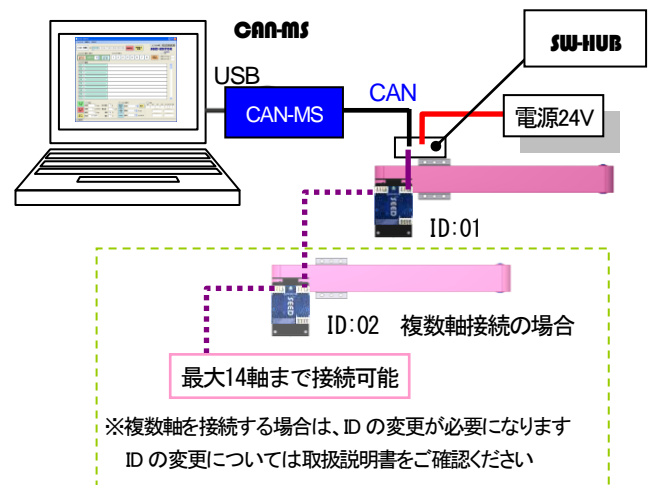 CAN-MS
SW-HUB
USB
CAN
CAN-MS
電源24V
SEED
ID:01
SEED
ID:02 複数軸接続の場合
最大14軸まで接続可能
※複数軸を接続する場合は、ID の変更が必要になります
ID の変更については取扱説明書をご確認ください